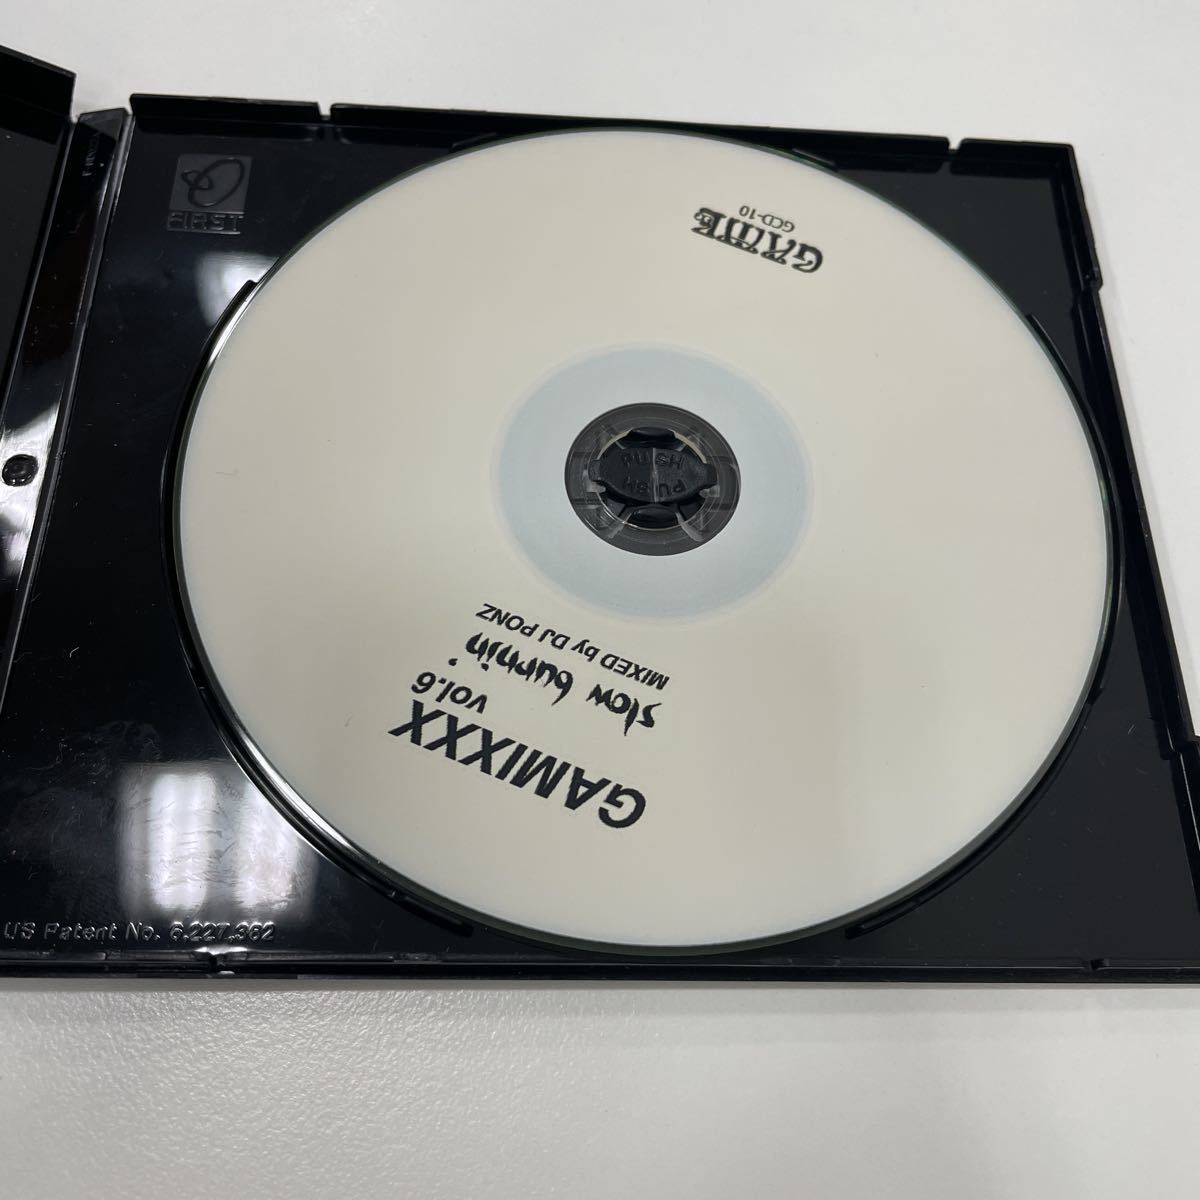 FIRST
GAME
GCD-10
PUSH
PUSH
GAMIXXX
vol.6
slow burnin'
MIXED by DJ PONZ
US Patent No. 6,227,362